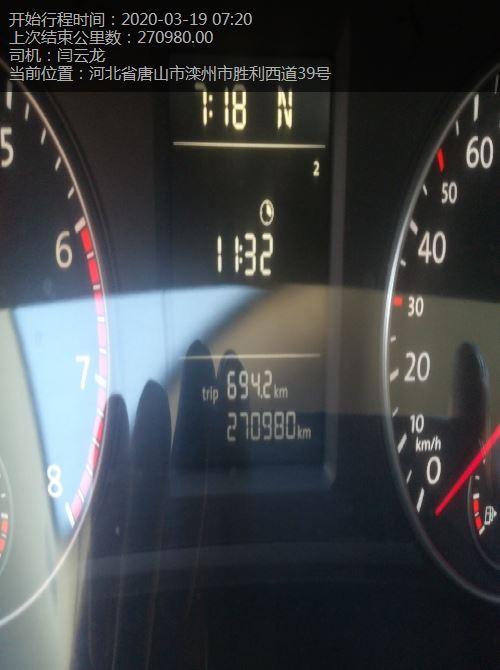 开始行程时间：2020-03-19 07:20
上次结束公里数：270980.00
司机：闫云龙
当前位置：河北省唐山市滦州市胜利西道39号
7:18 N
2
11:32
trip 694.2 km
270980 km
5
6
7
8
60
50
40
30
20
10
km/h
0